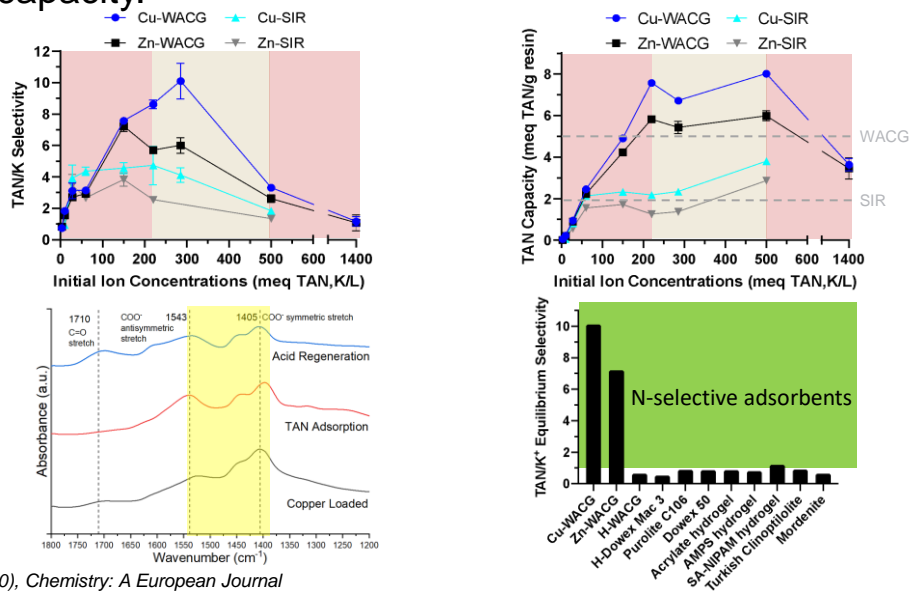 capacity.
Cu-WACG Cu-SIR
Zn-WACG Zn-SIR
TAN/K Selectivity
12
10
8
6
4
2
0
0 100 200 300 400 500 600 1400
Initial Ion Concentrations (meq TAN,K/L)
Cu-WACG Cu-SIR
Zn-WACG Zn-SIR
TAN Capacity (meq TAN/g resin)
8
6
4
2
0
WACG
SIR
0 100 200 300 400 500 600 1400
Initial Ion Concentrations (meq TAN,K/L)
Absorbance (a.u.)
1710
C=O
stretch
COO-
antisymmetric
stretch
1543
1405 COO- symmetric stretch
Acid Regeneration
TAN Adsorption
Copper Loaded
1800 1700 1600 1550 1500 1450 1400 1350 1300 1250 1200
Wavenumber (cm-1)
TAN/K+ Equilibrium Selectivity
10
8
6
4
2
0
N-selective adsorbents
Cu-WACG
Zn-WACG
H-WACG
H-Dowex Mac 3
Purolite C106
Dowex 50
Acrylate hydrogel
AMPS hydrogel
SA-NIPAM hydrogel
Turkish Clinoptilolite
Mordenite
0), Chemistry: A European Journal